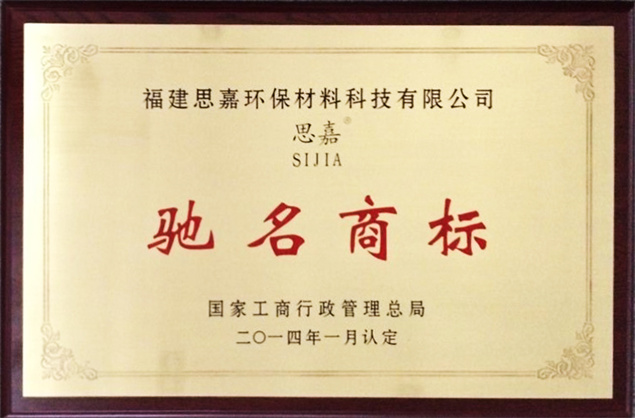 福建思嘉环保材料科技有限公司
思嘉®
SIJIA
驰名商标
国家工商行政管理总局
二〇一四年一月认定